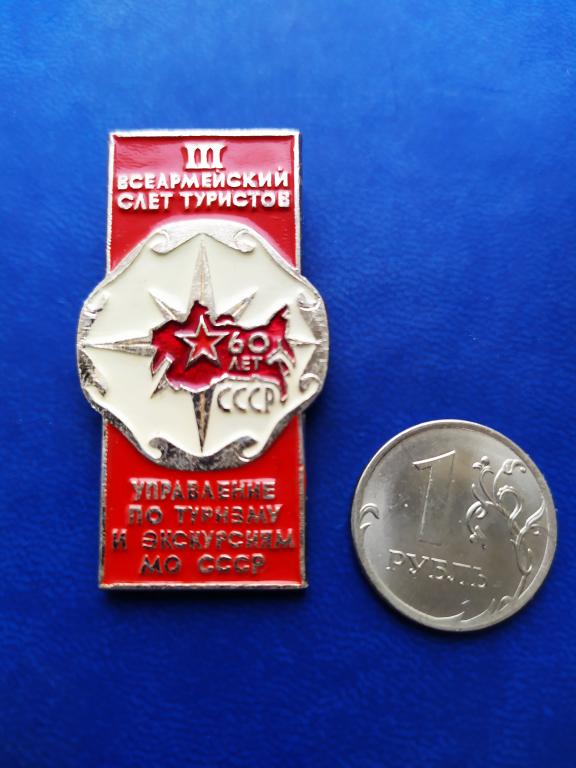 III
ВСЕАРМЕЙСКИЙ
СЛЕТ ТУРИСТОВ
60
ЛЕТ
СССР
УПРАВЛЕНИЕ
ПО ТУРИЗМУ
И ЭКСКУРСИЯМ
МО СССР
1
РУБЛЬ